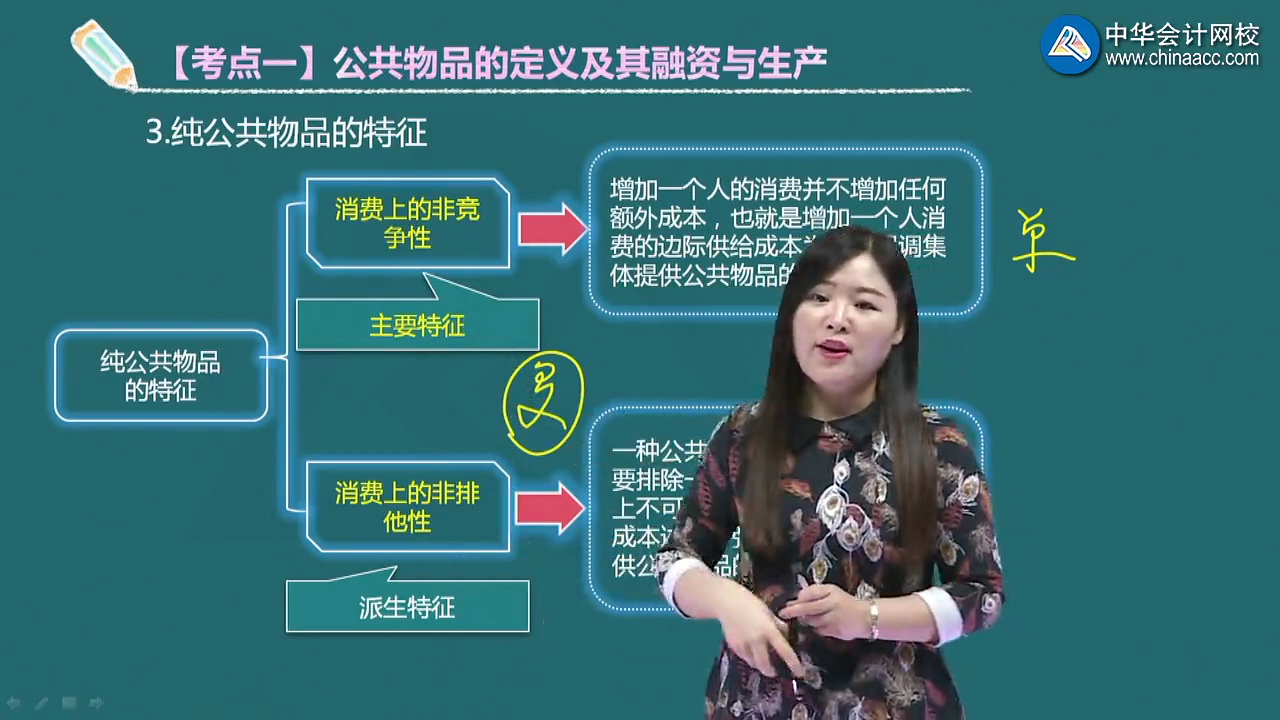 【考点一】公共物品的定义及其融资与生产
中华会计网校
www.chinaacc.com
3.纯公共物品的特征
消费上的非竞
争性
增加一个人的消费并不增加任何
额外成本，也就是增加一个人消
费的边际供给成本
调集
体提供公共物品的
单
主要特征
纯公共物品
的特征
消费上的非排
他性
一种公共
要排除一
上不可
成本
供公
派生特征